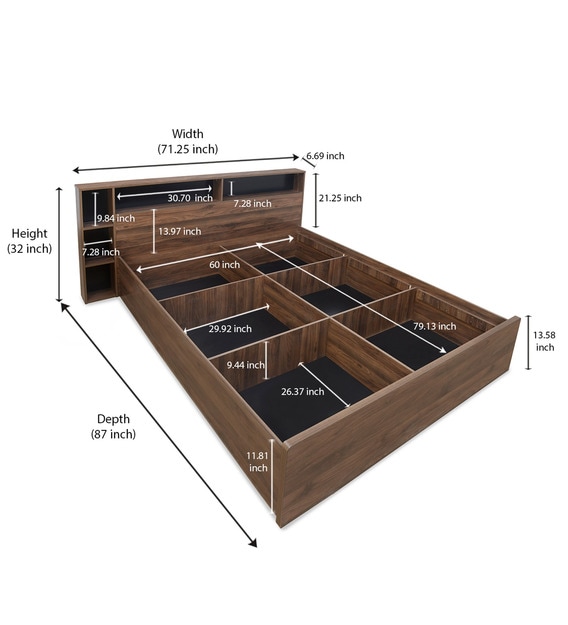 Width
(71.25 inch)
6.69 inch
30.70 inch
7.28 inch
21.25 inch
9.84 inch
13.97 inch
Height
(32 inch)
7.28 inch
60 inch
29.92 inch
79.13 inch
13.58
inch
9.44 inch
26.37 inch
Depth
(87 inch)
11.81
inch